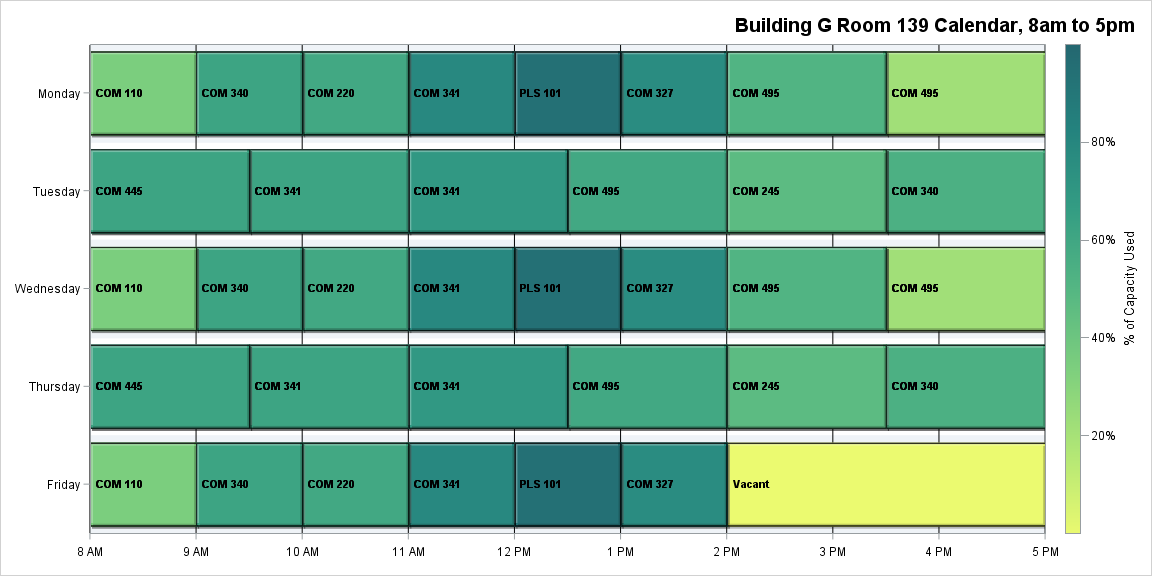 Building G Room 139 Calendar, 8am to 5pm
Monday COM 110 COM 340 COM 220 COM 341 PLS 101 COM 327 COM 495 COM 495
Tuesday COM 445 COM 341 COM 341 COM 495 COM 245 COM 340
Wednesday COM 110 COM 340 COM 220 COM 341 PLS 101 COM 327 COM 495 COM 495
Thursday COM 445 COM 341 COM 341 COM 495 COM 245 COM 340
Friday COM 110 COM 340 COM 220 COM 341 PLS 101 COM 327 Vacant
8 AM 9 AM 10 AM 11 AM 12 PM 1 PM 2 PM 3 PM 4 PM 5 PM
80%
60%
40%
20%
% of Capacity Used